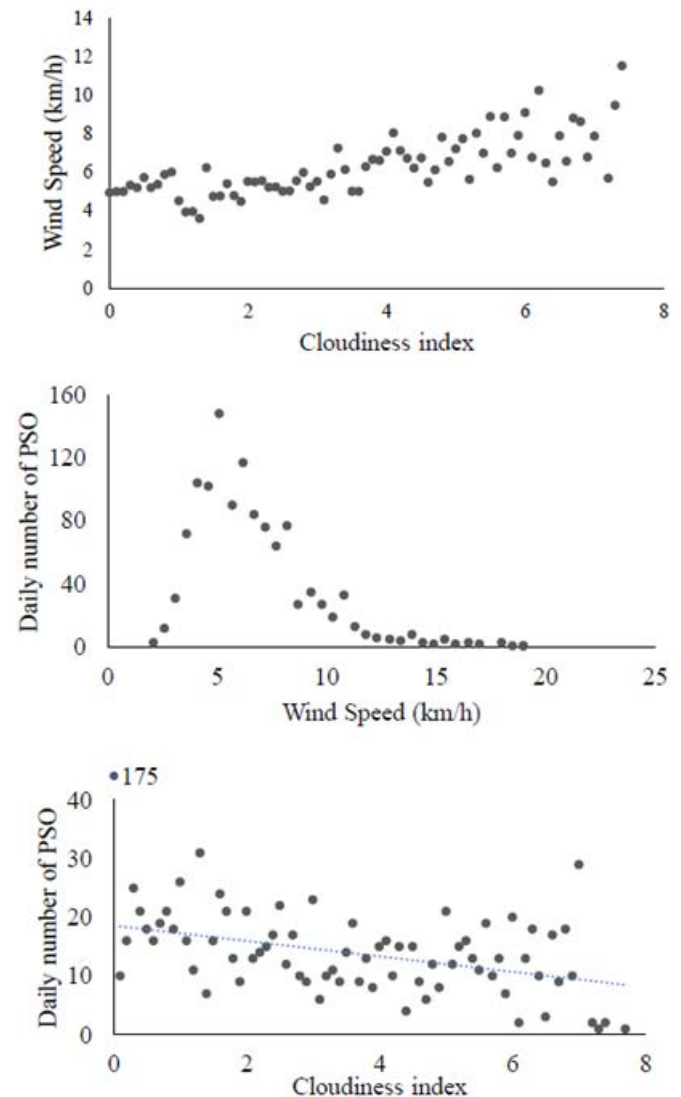 14
12
10
8
6
4
2
0
Wind Speed (km/h)
0 2 4 6 8
Cloudiness index
160
120
80
40
0
Daily number of PSO
0 5 10 15 20 25
Wind Speed (km/h)
175
40
30
20
10
0
Daily number of PSO
0 2 4 6 8
Cloudiness index